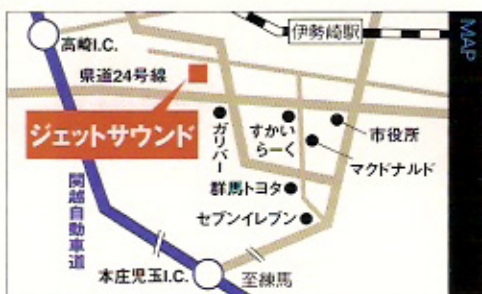 MAP
伊勢崎駅
高崎I.C.
県道24号線
ジェットサウンド
ガリバー
すかい
らーく
市役所
マクドナルド
群馬トヨタ
セブンイレブン
関越自動車道
本庄児玉I.C.
至練馬